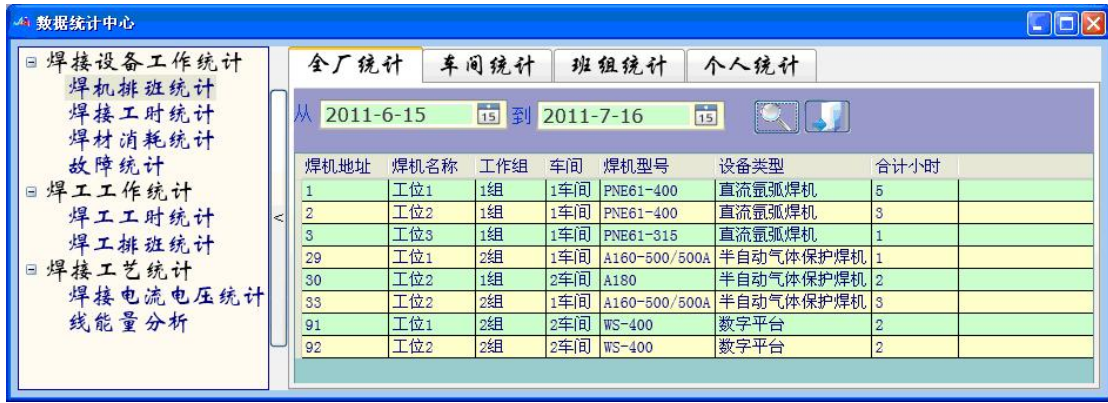 数据统计中心
焊接设备工作统计
焊机排班统计
焊接工时统计
焊材消耗统计
故障统计
焊工工作统计
焊工工时统计
焊工排班统计
焊接工艺统计
焊接电流电压统计
线能量分析
<
全厂统计 车间统计 班组统计 个人统计
从 2011-6-15 15 到 2011-7-16 15
焊机地址 焊机名称 工作组 车间 焊机型号 设备类型 合计小时
1 工位1 1组 1车间 PNE61-400 直流氩弧焊机 5
2 工位2 1组 1车间 PNE61-400 直流氩弧焊机 3
3 工位3 1组 1车间 PNE61-315 直流氩弧焊机 1
29 工位1 2组 1车间 A160-500/500A 半自动气体保护焊机 1
30 工位2 1组 2车间 A180 半自动气体保护焊机 2
33 工位2 2组 1车间 A160-500/500A 半自动气体保护焊机 3
91 工位1 2组 2车间 WS-400 数字平台 2
92 工位2 2组 2车间 WS-400 数字平台 2